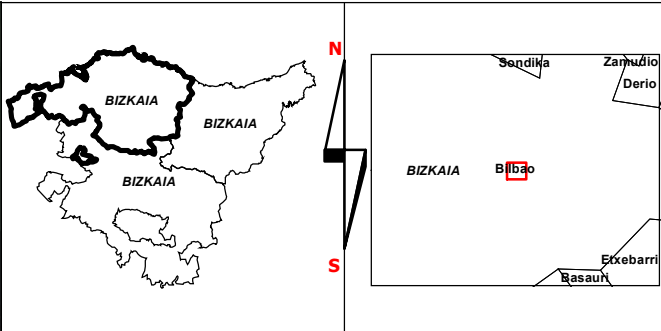 BIZKAIA
BIZKAIA
BIZKAIA
N
S
Sondika
Zamudio
Derio
BIZKAIA
Bilbao
Etxebarri
Basauri